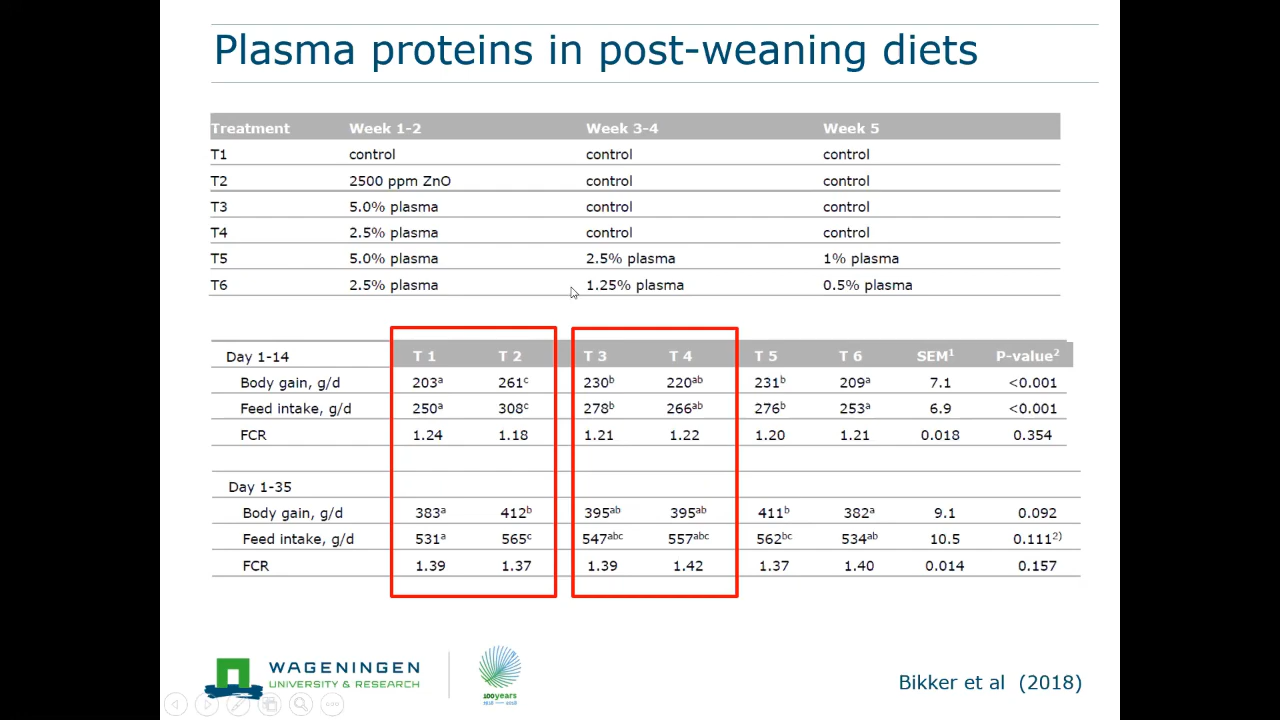 Plasma proteins in post-weaning diets
Treatment Week 1-2 Week 3-4 Week 5
T1 control control control
T2 2500 ppm ZnO control control
T3 5.0% plasma control control
T4 2.5% plasma control control
T5 5.0% plasma 2.5% plasma 1% plasma
T6 2.5% plasma 1.25% plasma 0.5% plasma
Day 1-14 T 1 T 2 T 3 T 4 T 5 T 6 SEM¹ P-value²
Body gain, g/d 203ᵃ 261ᶜ 230ᵇ 220ᵃᵇ 231ᵇ 209ᵃ 7.1 <0.001
Feed intake, g/d 250ᵃ 308ᶜ 278ᵇ 266ᵃᵇ 276ᵇ 253ᵃ 6.9 <0.001
FCR 1.24 1.18 1.21 1.22 1.20 1.21 0.018 0.354
Day 1-35
Body gain, g/d 383ᵃ 412ᵇ 395ᵃᵇ 395ᵃᵇ 411ᵇ 382ᵃ 9.1 0.092
Feed intake, g/d 531ᵃ 565ᶜ 547ᵃᵇᶜ 557ᵃᵇᶜ 562ᵇᶜ 534ᵃᵇ 10.5 0.111²⁾
FCR 1.39 1.37 1.39 1.42 1.37 1.40 0.014 0.157
WAGENINGEN
UNIVERSITY & RESEARCH
100years
1918 - 2018
Bikker et al (2018)